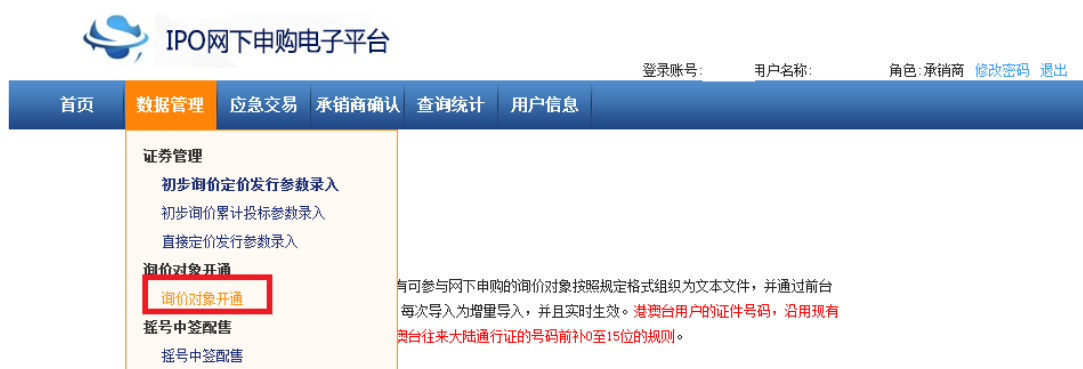 IPO网下申购电子平台
登录账号: 用户名称: 角色:承销商 修改密码 退出
首页 数据管理 应急交易 承销商确认 查询统计 用户信息
证券管理
初步询价定价发行参数录入
初步询价累计投标参数录入
直接定价发行参数录入
询价对象开通
询价对象开通
有可参与网下申购的询价对象按照规定格式组织为文本文件，并通过前台
每次导入为增量导入，并且实时生效。港澳台用户的证件号码，沿用现有
摇号中签配售
澳台往来大陆通行证的号码前补0至15位的规则。
摇号中签配售